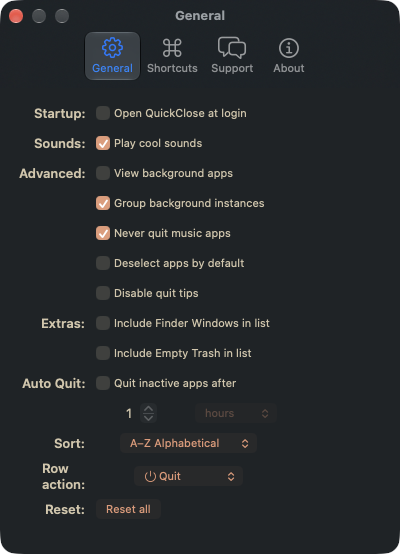 General
General Shortcuts Support About
Startup: Open QuickClose at login
Sounds: Play cool sounds
Advanced: View background apps
Group background instances
Never quit music apps
Deselect apps by default
Disable quit tips
Extras: Include Finder Windows in list
Include Empty Trash in list
Auto Quit: Quit inactive apps after
1 hours
Sort: A–Z Alphabetical
Row
action: Quit
Reset: Reset all